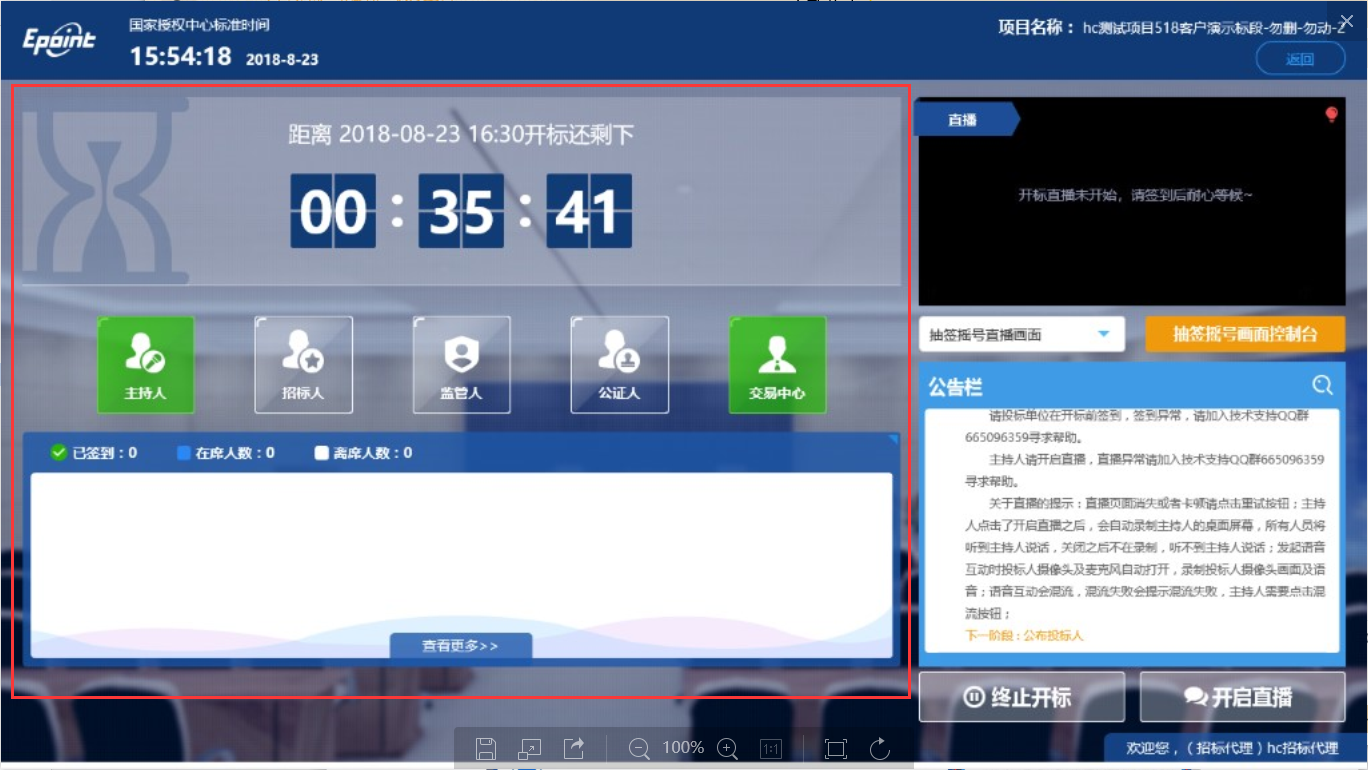 Epoint
国家授权中心标准时间
15:54:18 2018-8-23
项目名称： hc测试项目518客户演示标段-勿删-勿动-2
返回
距离 2018-08-23 16:30开标还剩下
00 : 35 : 41
主持人
招标人
监管人
公证人
交易中心
已签到：0 在席人数：0 离席人数：0
查看更多>>
直播
开标直播未开始，请签到后耐心等候~
抽签摇号直播画面
抽签摇号画面控制台
公告栏
请投标单位在开标前签到，签到异常，请加入技术支持QQ群
665096359寻求帮助。
主持人请开启直播，直播异常请加入技术支持QQ群665096359
寻求帮助。
关于直播的提示：直播页面消失或者卡顿请点击重试按钮；主持
人点击了开启直播之后，会自动录制主持人的桌面屏幕，所有人员将
听到主持人说话，关闭之后不在录制，听不到主持人说话；发起语音
互动时投标人摄像头及麦克风自动打开，录制投标人摄像头画面及语
音；语音互动会混流，混流失败会提示混流失败，主持人需要点击混
流按钮；
下一阶段：公布投标人
终止开标
开启直播
100%
1:1
欢迎您，（招标代理）hc招标代理